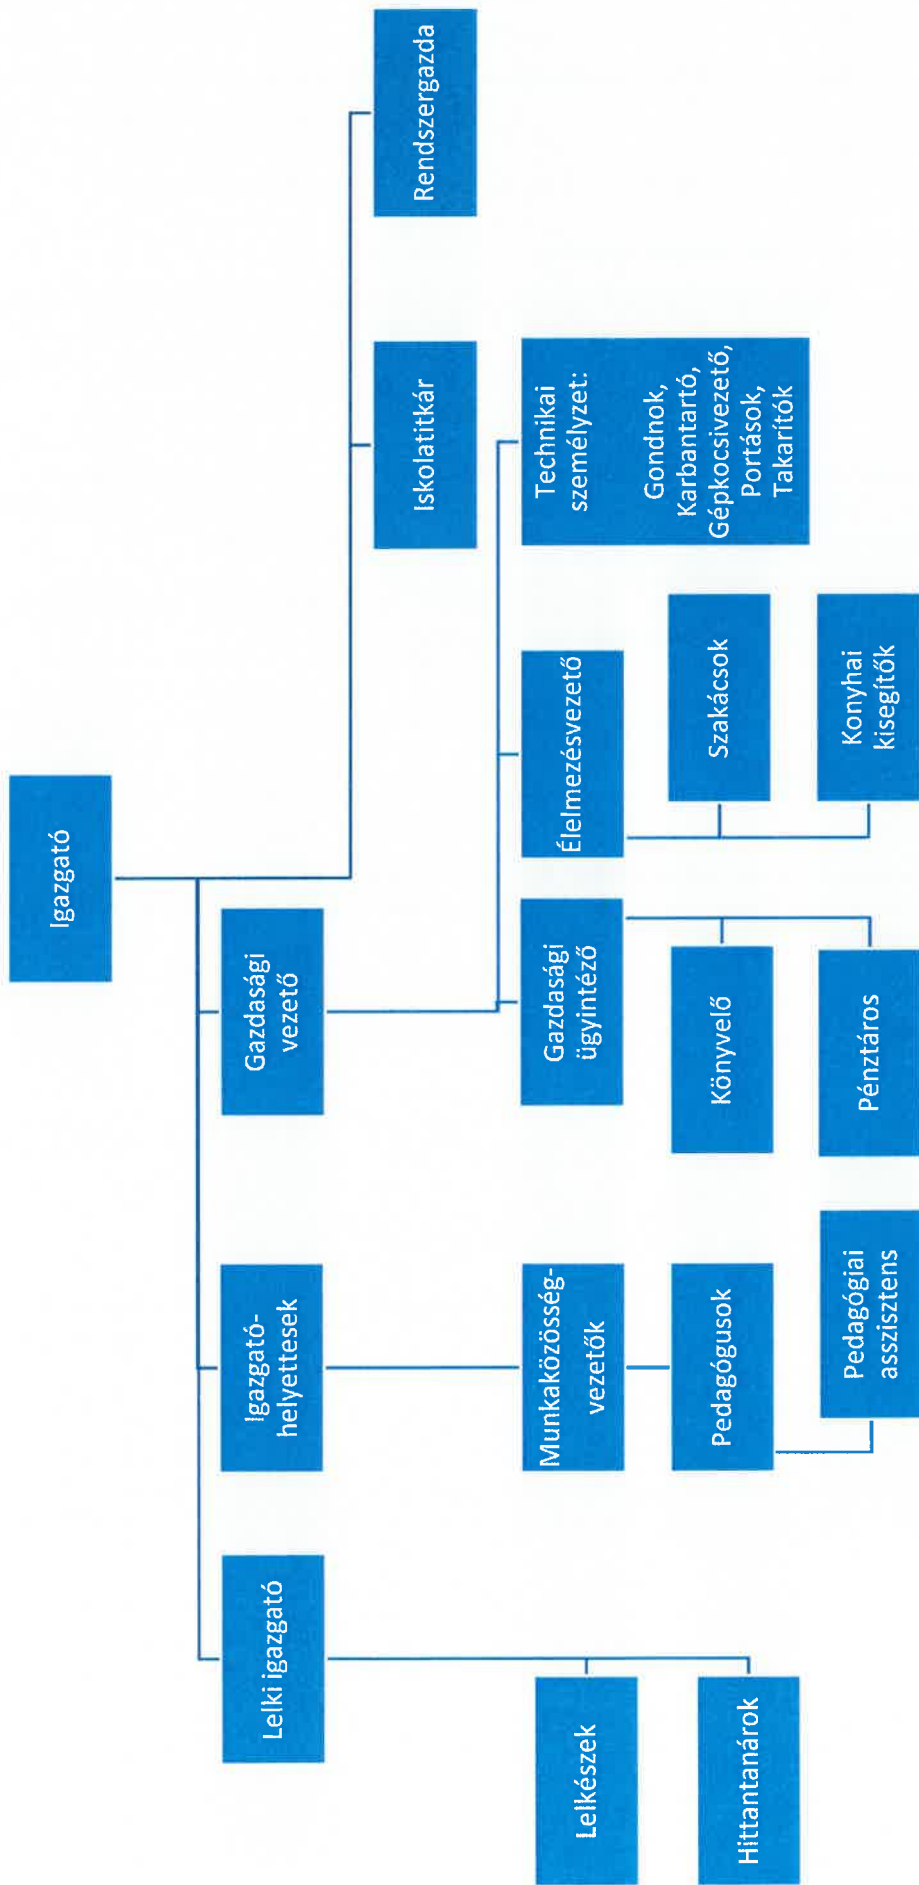 Igazgató
Lelki igazgató
Igazgató-
helyettesek
Gazdasági
vezető
Iskolatitkár
Rendszergazda
Lelkészek
Hittantanárok
Munkaközösség-
vezetők
Pedagógusok
Pedagógiai
asszisztens
Gazdasági
ügyintéző
Könyvelő
Pénztáros
Élelmezésvezető
Szakácsok
Konyhai
kisegítők
Technikai
személyzet:
Gondnok,
Karbantartó,
Gépkocsivezető,
Portások,
Takarítók